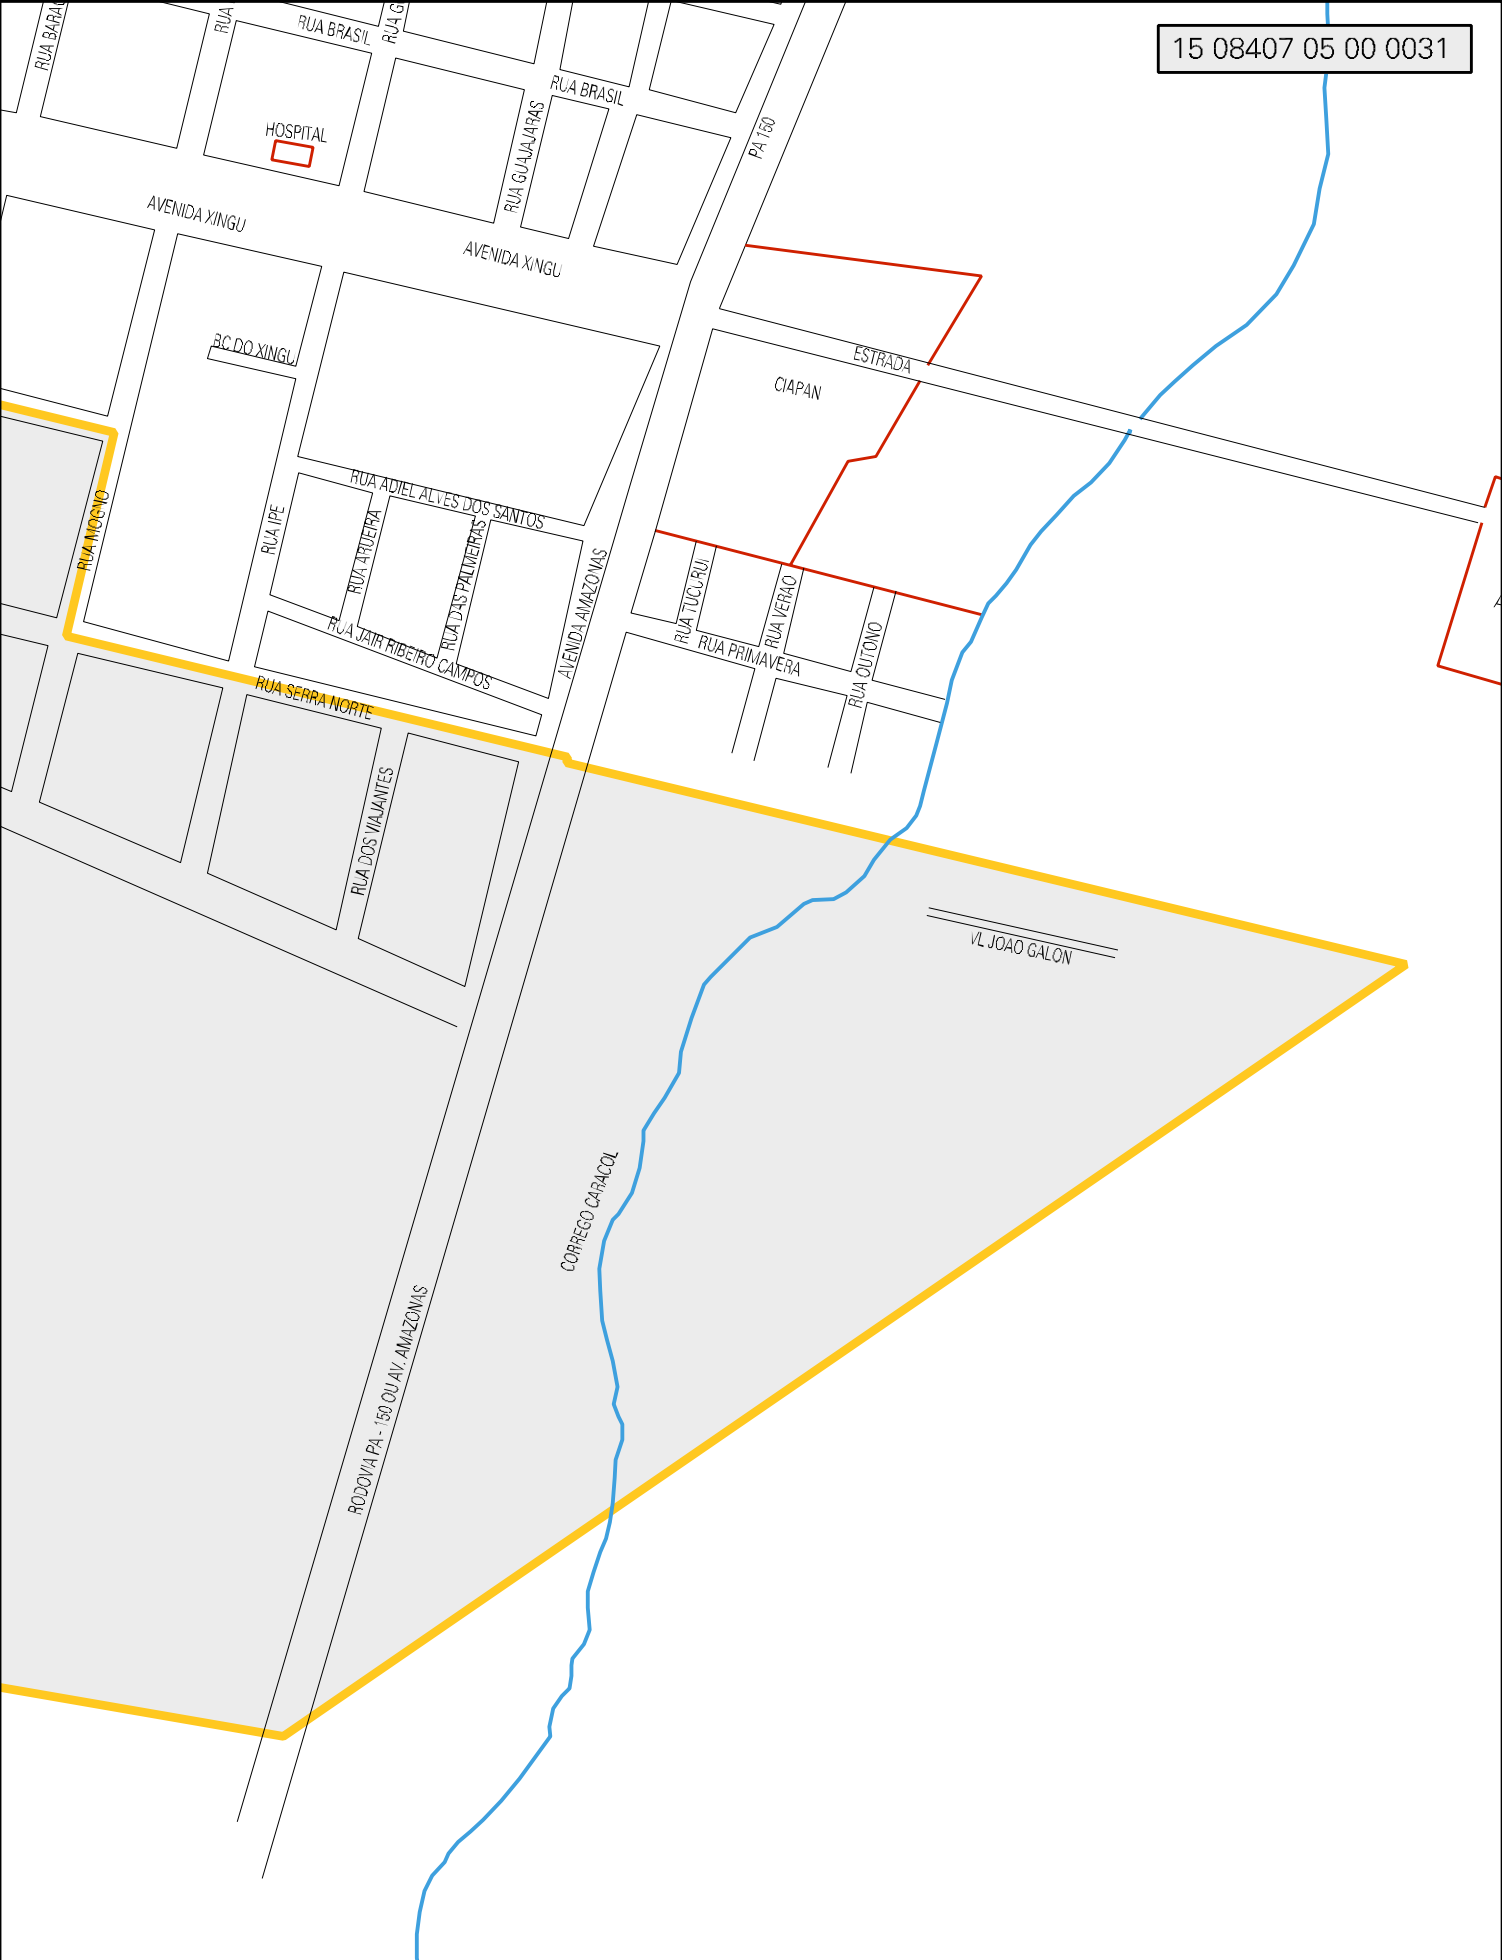 15 08407 05 00 0031
RUA
RUA G
RUA BRASIL
RUA BRASIL
HOSPITAL
RUA GUAJAJARAS
PA 150
AVENIDA XINGU
AVENIDA XINGU
BC DO XINGU
ESTRADA
CIAPAN
RUA ADIEL ALVES DOS SANTOS
RUA MOGNO
RUA IPE
RUA ARUEIRA
RUA DAS PALMEIRAS
AVENIDA AMAZONAS
RUA TUCURUI
RUA VERAO
RUA OUTONO
RUA PRIMAVERA
RUA JAIR RIBEIRO CAMPOS
RUA SERRA NORTE
RUA DOS VIAJANTES
VL JOAO GALON
CORREGO CARACOL
RODOVIA PA - 150 OU AV. AMAZONAS